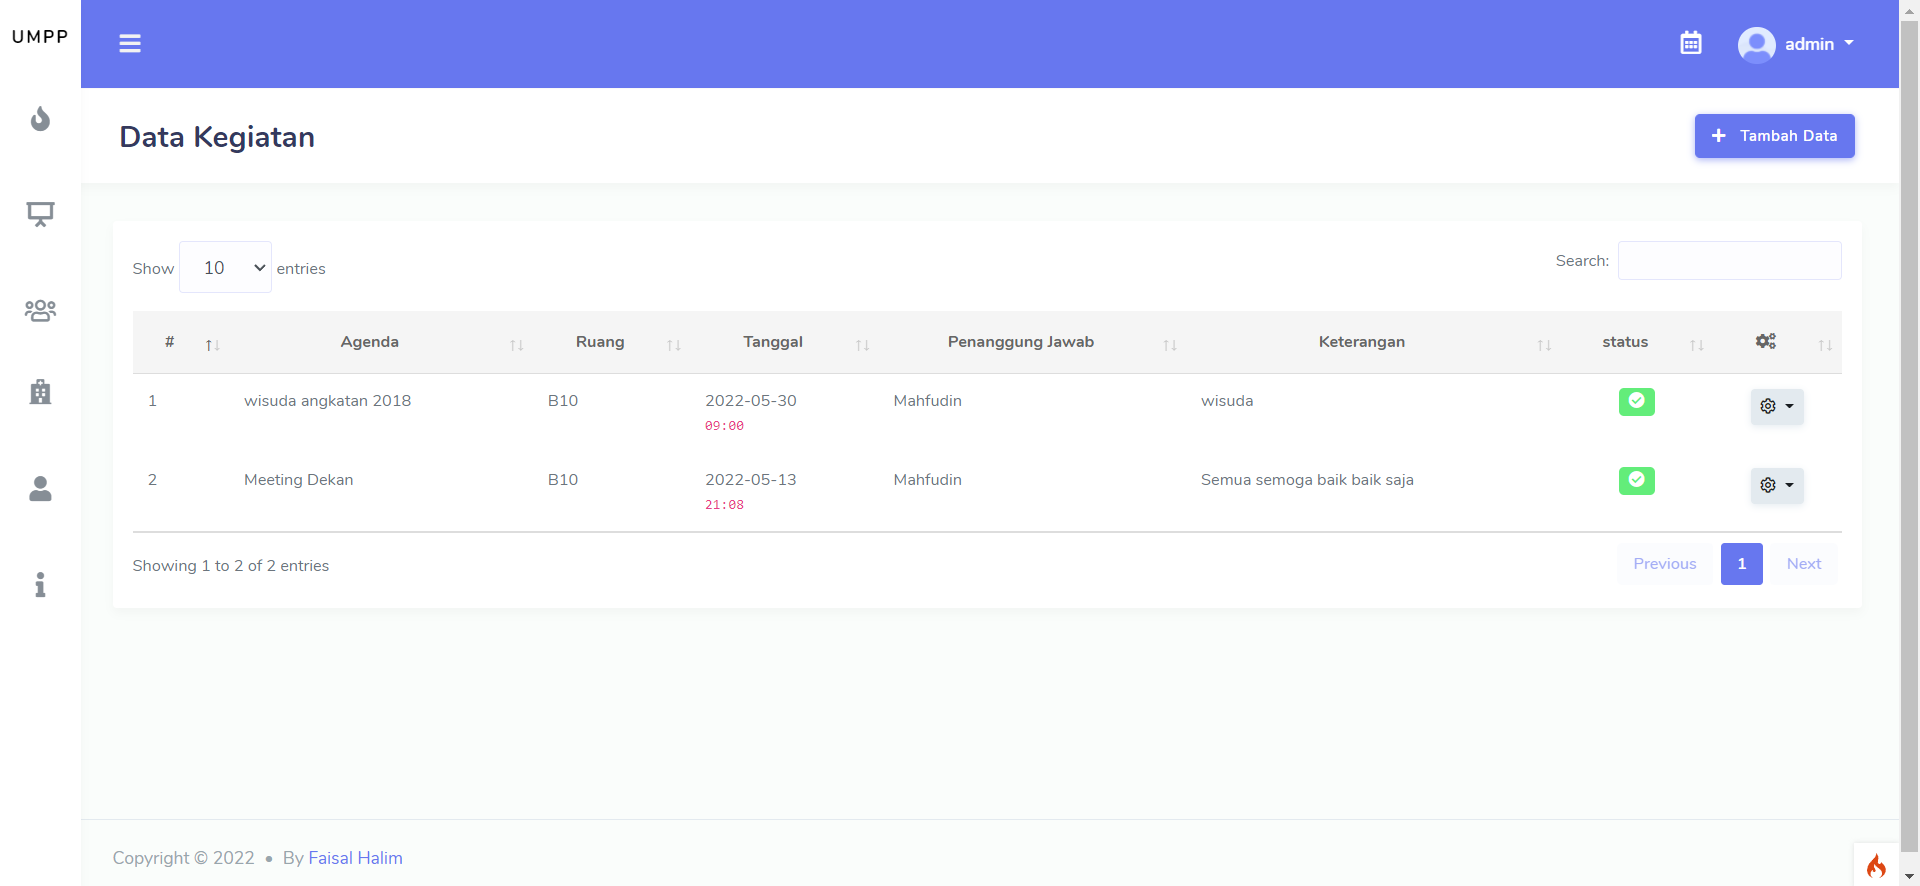 UMPP
admin
Data Kegiatan
Tambah Data
Show 10 entries
Search:
# Agenda Ruang Tanggal Penanggung Jawab Keterangan status
1 wisuda angkatan 2018 B10 2022-05-30 Mahfudin wisuda
09:00
2 Meeting Dekan B10 2022-05-13 Mahfudin Semua semoga baik baik saja
21:08
Showing 1 to 2 of 2 entries
Previous 1 Next
Copyright © 2022 • By Faisal Halim